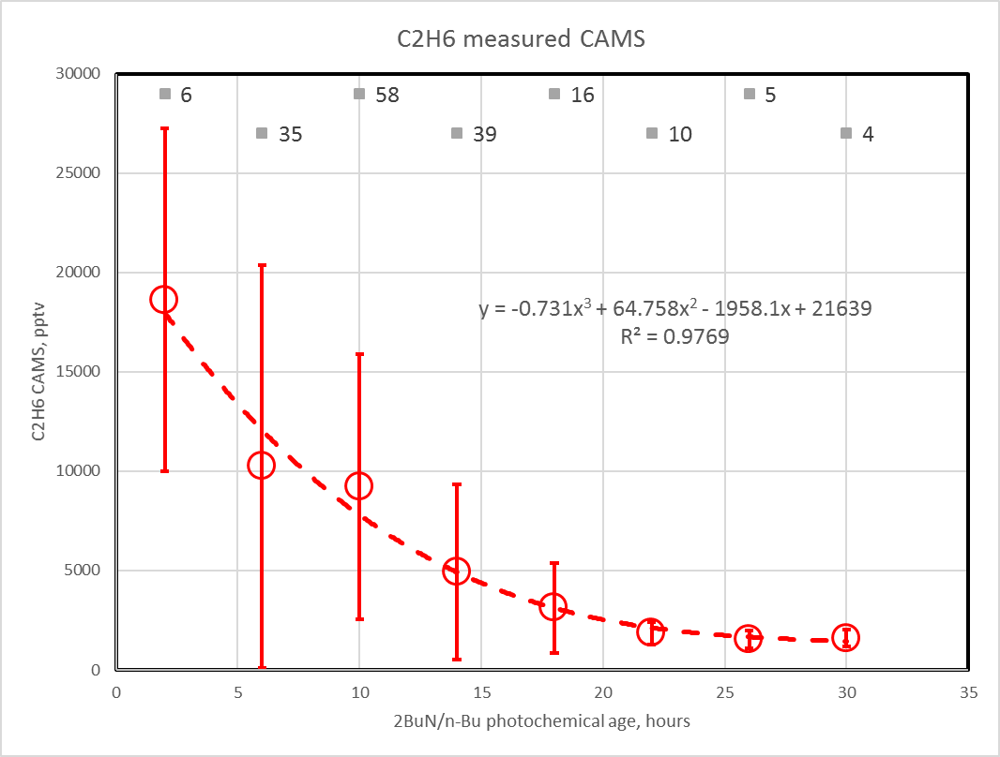 C2H6 measured CAMS
30000
25000
20000
15000
10000
5000
0
C2H6 CAMS, pptv
6
58
16
5
35
39
10
4
y = -0.731x³ + 64.758x² - 1958.1x + 21639
R² = 0.9769
0 5 10 15 20 25 30 35
2BuN/n-Bu photochemical age, hours